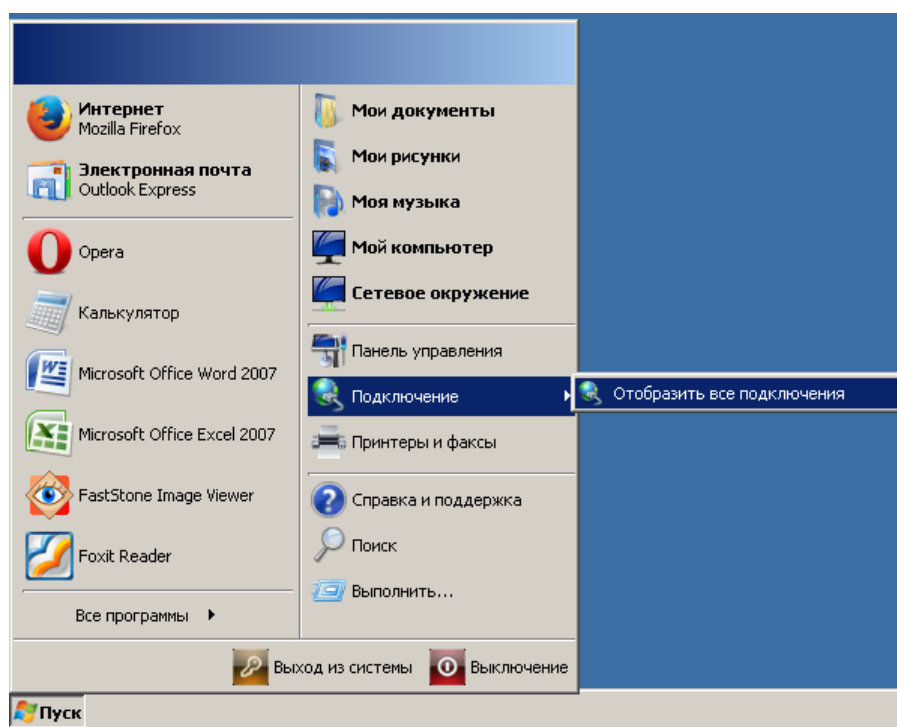 Интернет
Mozilla Firefox
Электронная почта
Outlook Express
Opera
Калькулятор
Microsoft Office Word 2007
Microsoft Office Excel 2007
FastStone Image Viewer
Foxit Reader
Все программы
Мои документы
Мои рисунки
Моя музыка
Мой компьютер
Сетевое окружение
Панель управления
Подключение
Отобразить все подключения
Принтеры и факсы
Справка и поддержка
Поиск
Выполнить...
Выход из системы
Выключение
Пуск